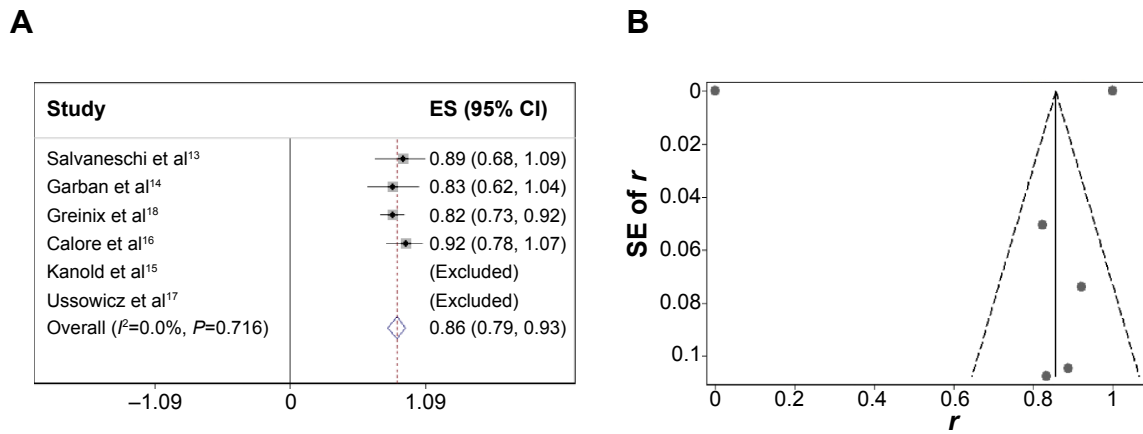 A
Study ES (95% CI)
Salvaneschi et al¹³ 0.89 (0.68, 1.09)
Garban et al¹⁴ 0.83 (0.62, 1.04)
Greinix et al¹⁸ 0.82 (0.73, 0.92)
Calore et al¹⁶ 0.92 (0.78, 1.07)
Kanold et al¹⁵ (Excluded)
Ussowicz et al¹⁷ (Excluded)
Overall (I²=0.0%, P=0.716) 0.86 (0.79, 0.93)
–1.09 0 1.09
B
SE of r
0
0.02
0.04
0.06
0.08
0.1
0 0.2 0.4 0.6 0.8 1
r